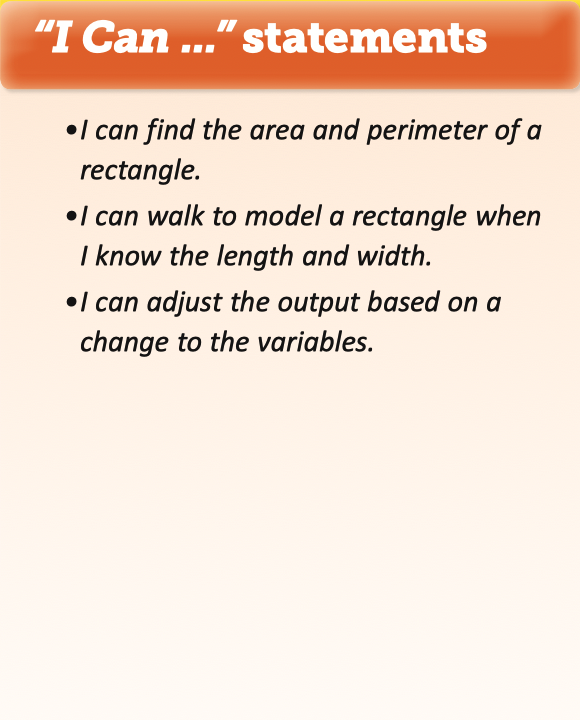 “I Can ...” statements
•I can find the area and perimeter of a
rectangle.
•I can walk to model a rectangle when
I know the length and width.
•I can adjust the output based on a
change to the variables.